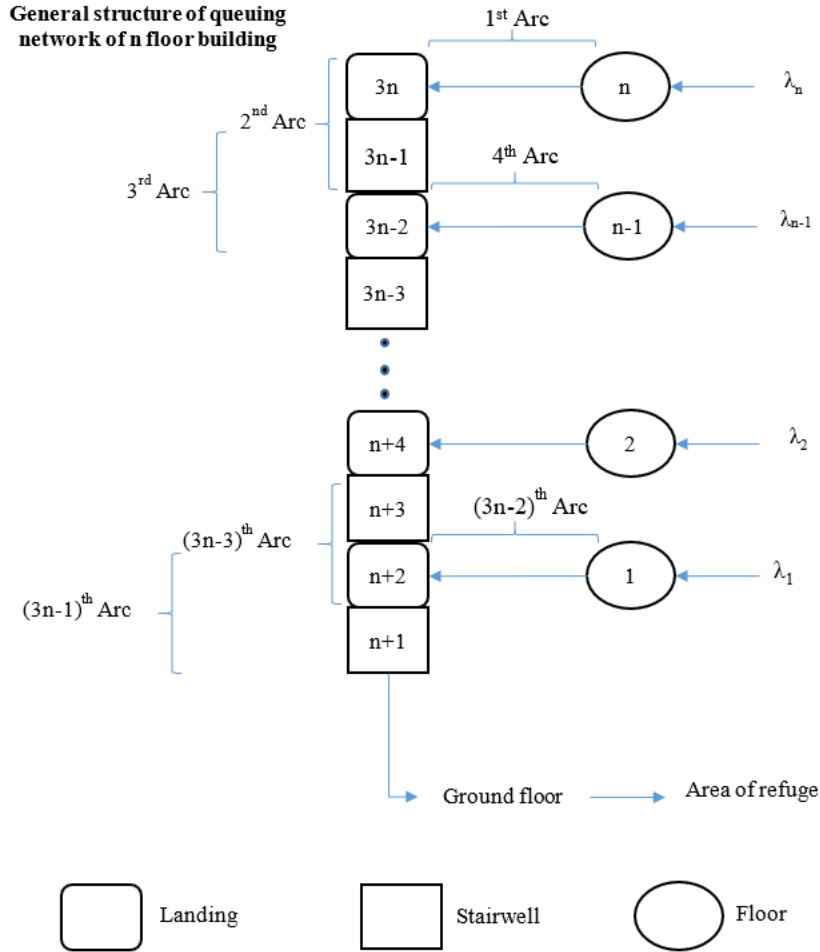 General structure of queuing
network of n floor building
1st Arc
3n
n
λn
2nd Arc
3n-1
4th Arc
3rd Arc
3n-2
n-1
λn-1
3n-3
n+4
2
λ2
n+3
(3n-2)th Arc
(3n-3)th Arc
n+2
1
λ1
(3n-1)th Arc
n+1
Ground floor
Area of refuge
Landing
Stairwell
Floor